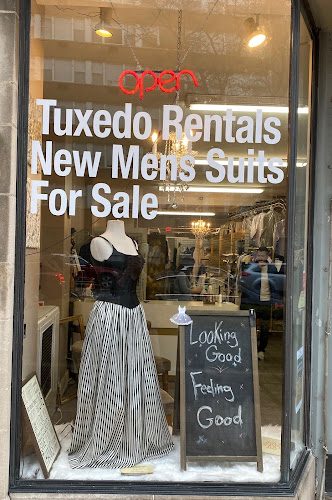 open
Tuxedo Rentals
New Mens Suits
For Sale
Looking
Good
Feeling
Good